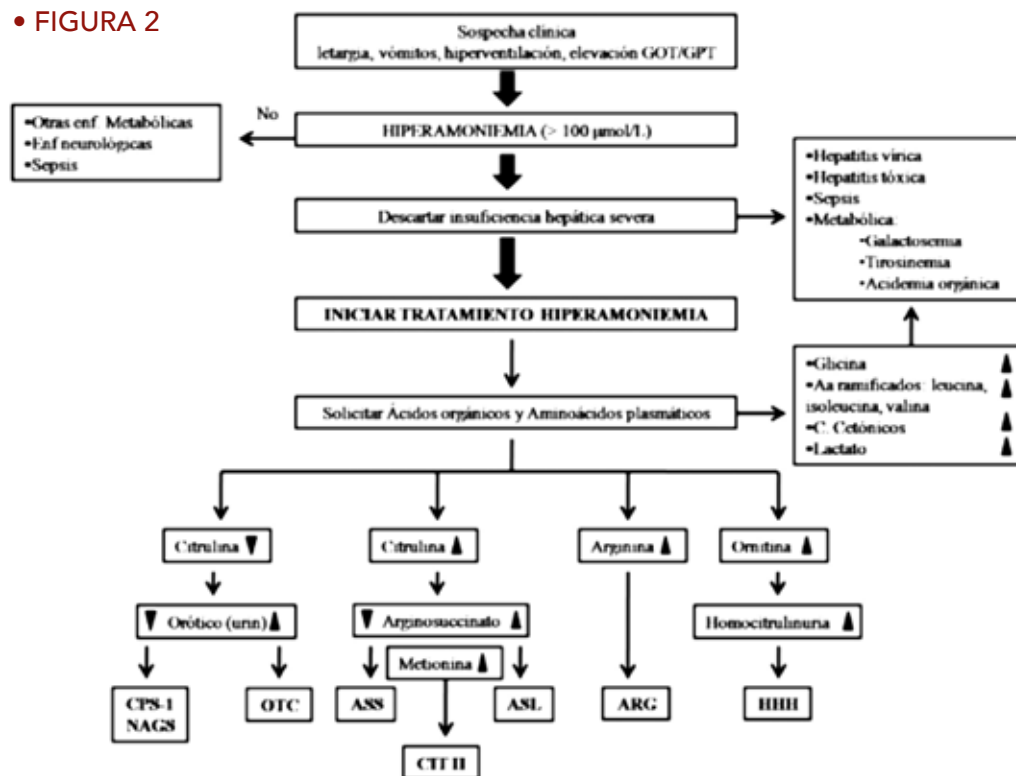 • FIGURA 2
Sospecha clínica
letargia, vómitos, hiperventilación, elevación GOT/GPT
No
•Otras enf. Metabólicas
•Enf neurológicas
•Sepsis
HIPERAMONIEMIA (> 100 µmol/L)
•Hepatitis vírica
•Hepatitis tóxica
•Sepsis
•Metabólica:
•Galactosemia
•Tirosinemia
•Acidemia orgánica
Descartar insuficiencia hepática severa
INICIAR TRATAMIENTO HIPERAMONIEMIA
•Glicina ▲
•Aa ramificados: leucina, ▲
isoleucina, valina
•C. Cetónicos ▲
•Lactato ▲
Solicitar Ácidos orgánicos y Aminoácidos plasmáticos
Citrulina ▼
Citrulina ▲
Arginina ▲
Ornitina ▲
▼ Orótico (urin) ▲
▼ Arginosuccinato ▲
Homocitrulinuria ▲
Metionina ▲
CPS-1
NAGS
OTC
ASS
ASL
ARG
HHH
CIT II